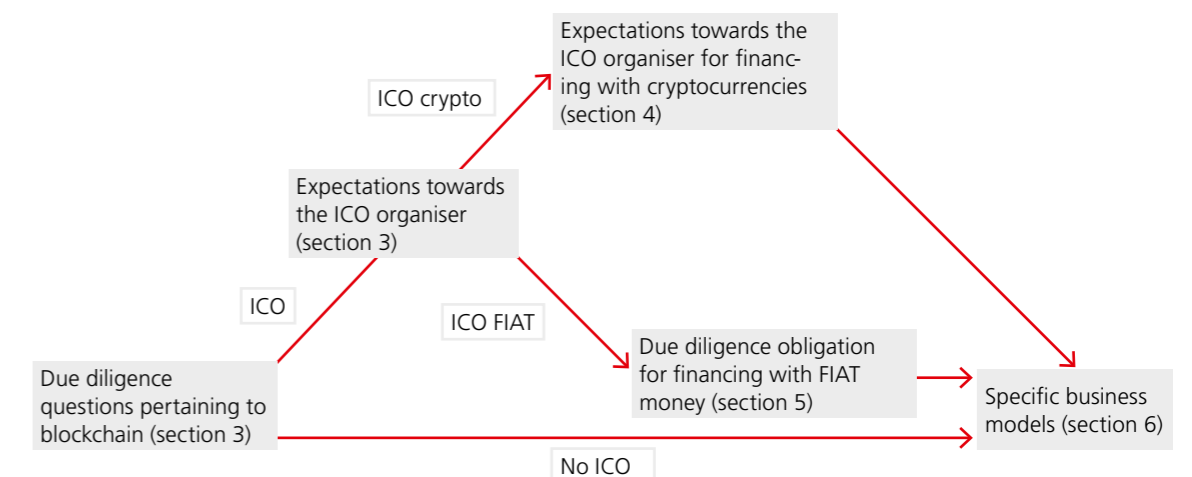 Expectations towards the
ICO organiser for financ-
ing with cryptocurrencies
(section 4)
ICO crypto
Expectations towards
the ICO organiser
(section 3)
ICO
ICO FIAT
Due diligence obligation
for financing with FIAT
money (section 5)
Due diligence
questions pertaining to
blockchain (section 3)
Specific business
models (section 6)
No ICO